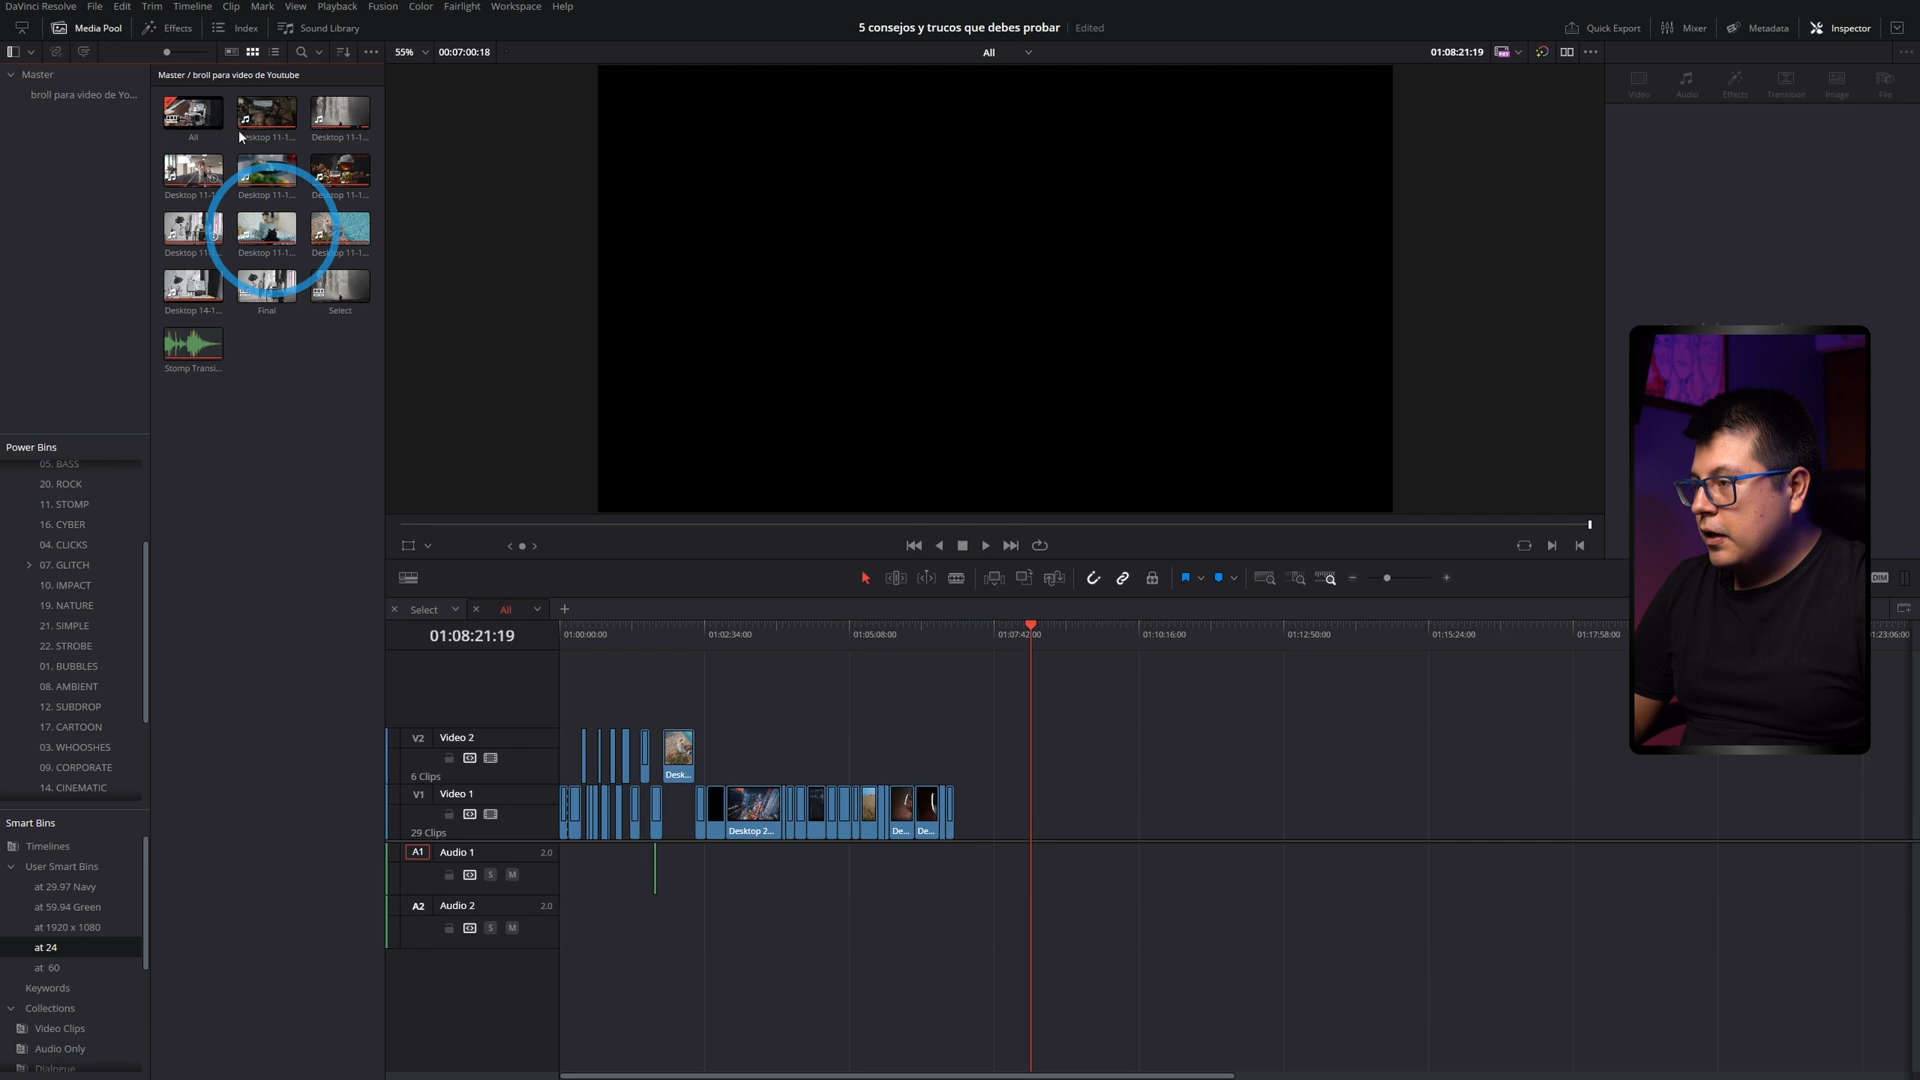 DaVinci Resolve File Edit Trim Timeline Clip Mark View Playback Fusion Color Fairlight Workspace Help
Media Pool Effects Index Sound Library 5 consejos y trucos que debes probar Edited Quick Export Mixer Metadata Inspector
55% 00:07:00:18 All 01:08:21:19
Master
Master / broll para video de Youtube
broll para video de Yo...
Video Audio Effects Transition Image File
All Desktop 11-1... Desktop 11-1...
Desktop 11-1... Desktop 11-1... Desktop 11-1...
Desktop 11-1... Desktop 11-1... Desktop 11-1...
Desktop 14-1... Final Select
Stomp Transi...
Power Bins
05. BASS
20. ROCK
11. STOMP
16. CYBER
04. CLICKS
07. GLITCH
10. IMPACT
19. NATURE
21. SIMPLE
22. STROBE
01. BUBBLES
08. AMBIENT
12. SUBDROP
17. CARTOON
03. WHOOSHES
09. CORPORATE
14. CINEMATIC
Smart Bins
Timelines
User Smart Bins
at 29.97 Navy
at 59.94 Green
at 1920 x 1080
at 24
at 60
Keywords
Collections
Video Clips
Audio Only
Dialogue
DIM
Select All
01:08:21:19
01:00:00:00 01:02:34:00 01:05:08:00 01:07:42:00 01:10:16:00 01:12:50:00 01:15:24:00 01:17:58:00 01:23:06:00
V2 Video 2
6 Clips
Desk...
V1 Video 1
29 Clips
Desktop 2... De... De...
A1 Audio 1 2.0
S M
A2 Audio 2 2.0
S M